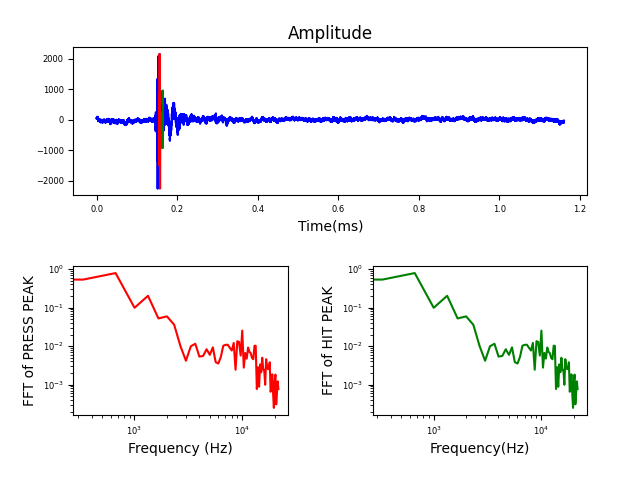 Amplitude
2000
1000
0
−1000
−2000
0.0 0.2 0.4 0.6 0.8 1.0 1.2
Time(ms)
FFT of PRESS PEAK
10⁰
10⁻¹
10⁻²
10⁻³
10³ 10⁴
Frequency (Hz)
FFT of HIT PEAK
10⁰
10⁻¹
10⁻²
10⁻³
10³ 10⁴
Frequency(Hz)